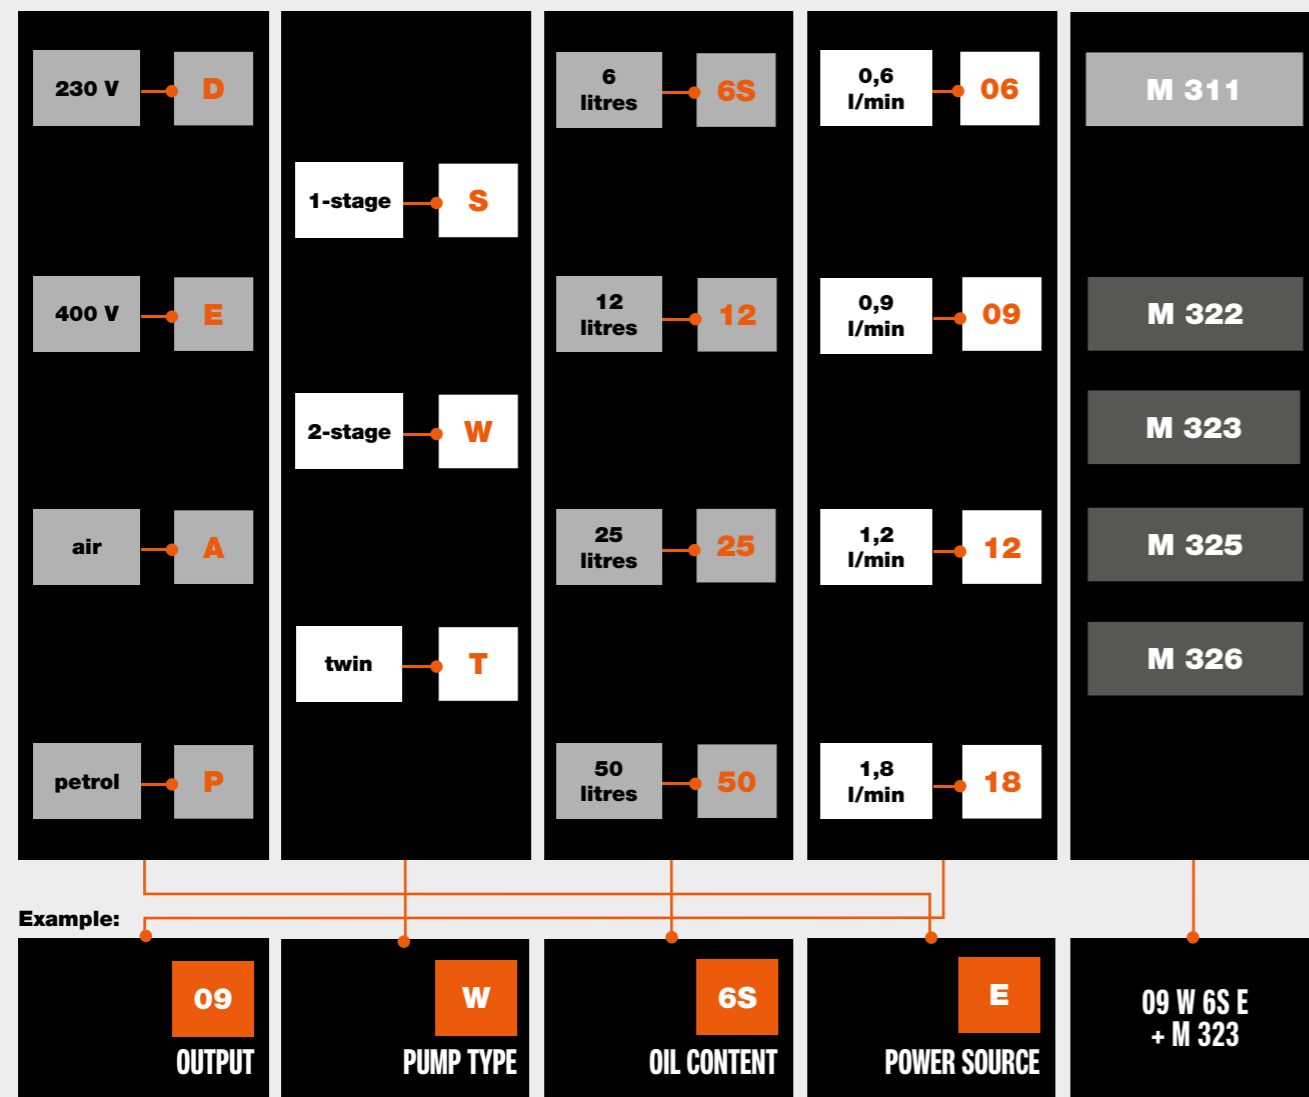 230 V
D
400 V
E
air
A
petrol
P
1-stage
S
2-stage
W
twin
T
6
litres
6S
12
litres
12
25
litres
25
50
litres
50
0,6
l/min
06
0,9
l/min
09
1,2
l/min
12
1,8
l/min
18
M 311
M 322
M 323
M 325
M 326
Example:
09
OUTPUT
W
PUMP TYPE
6S
OIL CONTENT
E
POWER SOURCE
09 W 6S E
+ M 323